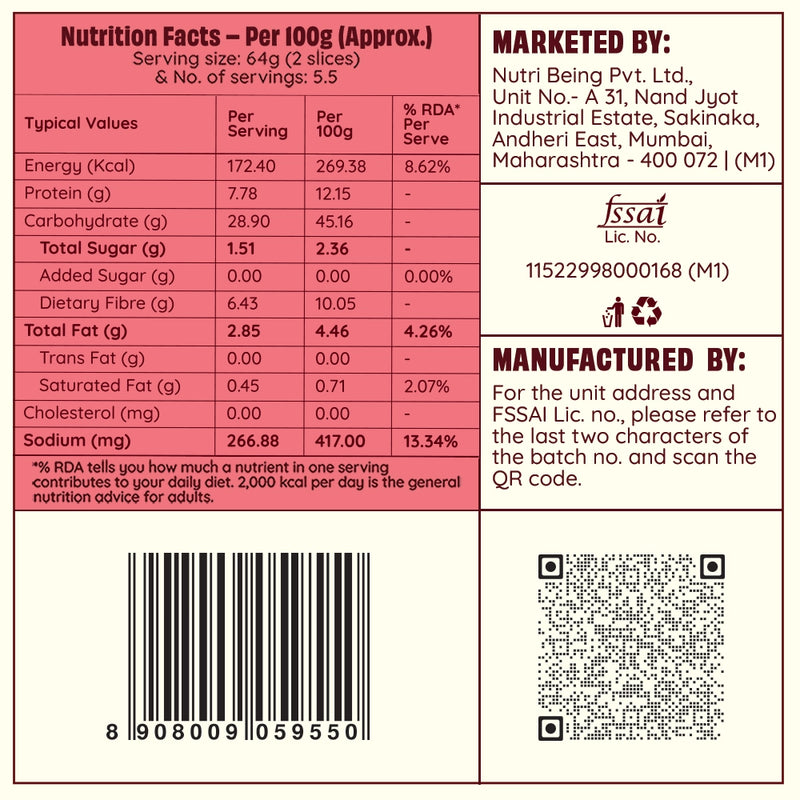 Nutrition Facts – Per 100g (Approx.)
Serving size: 64g (2 slices)
& No. of servings: 5.5
Typical Values Per Serving Per 100g % RDA* Per Serve
Energy (Kcal) 172.40 269.38 8.62%
Protein (g) 7.78 12.15 -
Carbohydrate (g) 28.90 45.16 -
Total Sugar (g) 1.51 2.36 -
Added Sugar (g) 0.00 0.00 0.00%
Dietary Fibre (g) 6.43 10.05 -
Total Fat (g) 2.85 4.46 4.26%
Trans Fat (g) 0.00 0.00 -
Saturated Fat (g) 0.45 0.71 2.07%
Cholesterol (mg) 0.00 0.00 -
Sodium (mg) 266.88 417.00 13.34%
*% RDA tells you how much a nutrient in one serving
contributes to your daily diet. 2,000 kcal per day is the general
nutrition advice for adults.
MARKETED BY:
Nutri Being Pvt. Ltd.,
Unit No.- A 31, Nand Jyot
Industrial Estate, Sakinaka,
Andheri East, Mumbai,
Maharashtra - 400 072 | (M1)
fssai
Lic. No.
11522998000168 (M1)
MANUFACTURED BY:
For the unit address and
FSSAI Lic. no., please refer to
the last two characters of
the batch no. and scan the
QR code.
8 908009 059550